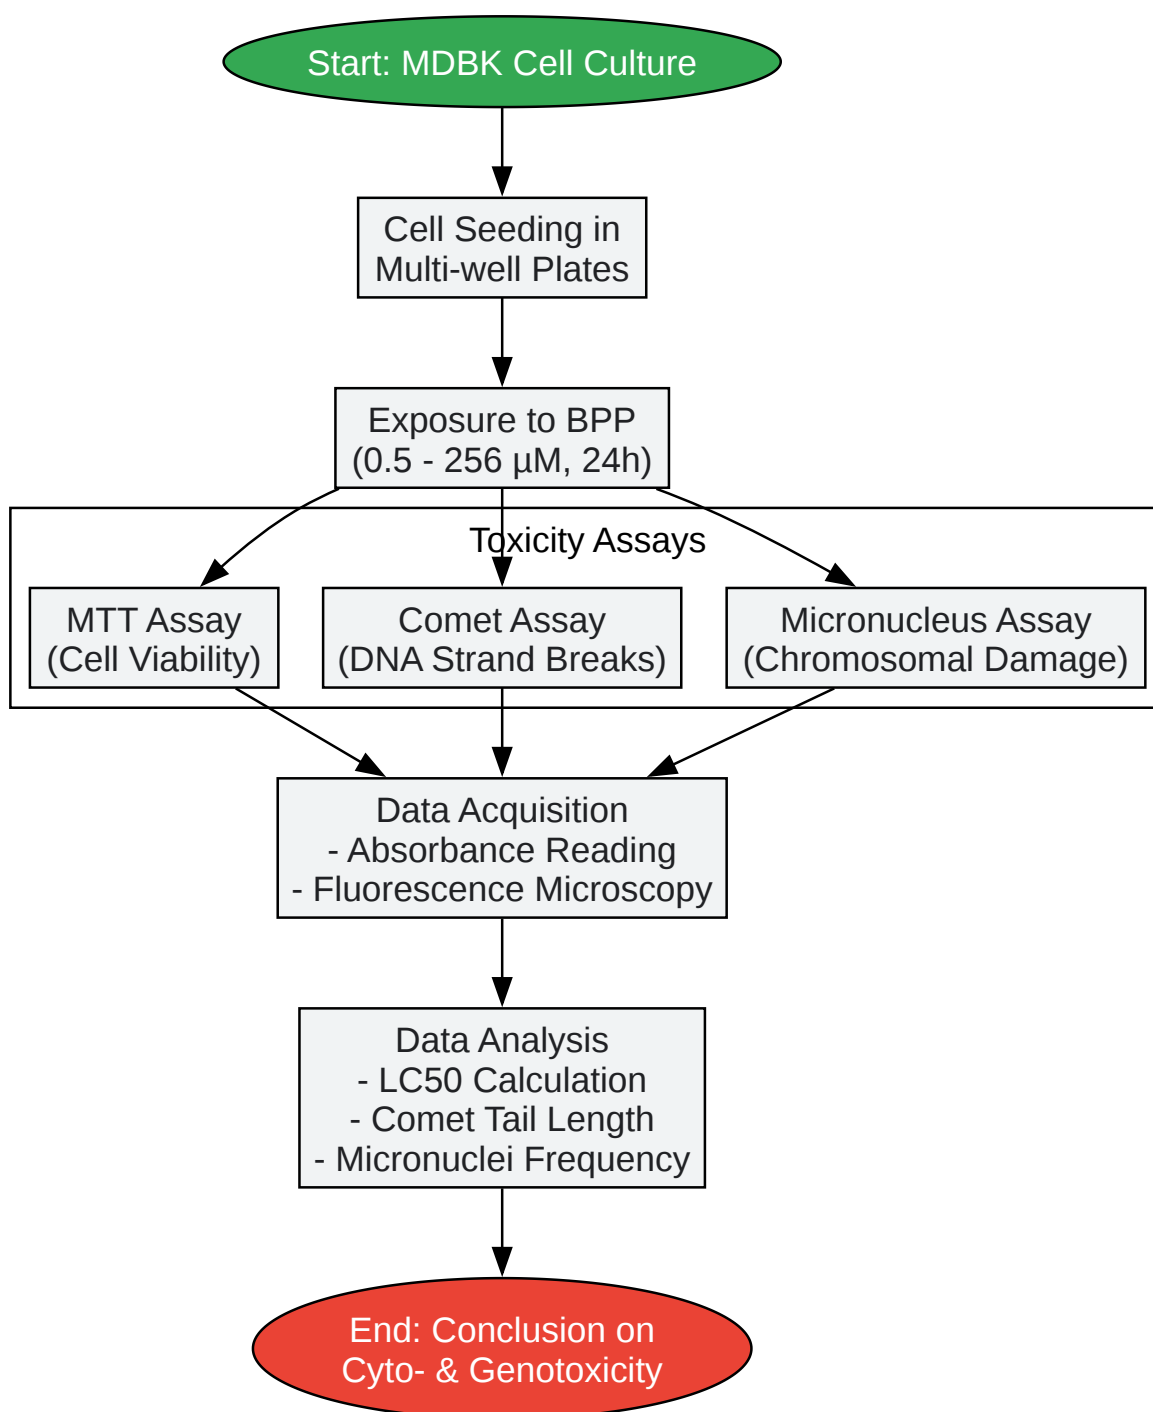 Start: MDBK Cell Culture
Cell Seeding in
Multi-well Plates
Exposure to BPP
(0.5 - 256 µM, 24h)
Toxicity Assays
MTT Assay
(Cell Viability)
Comet Assay
(DNA Strand Breaks)
Micronucleus Assay
(Chromosomal Damage)
Data Acquisition
- Absorbance Reading
- Fluorescence Microscopy
Data Analysis
- LC50 Calculation
- Comet Tail Length
- Micronuclei Frequency
End: Conclusion on
Cyto- & Genotoxicity